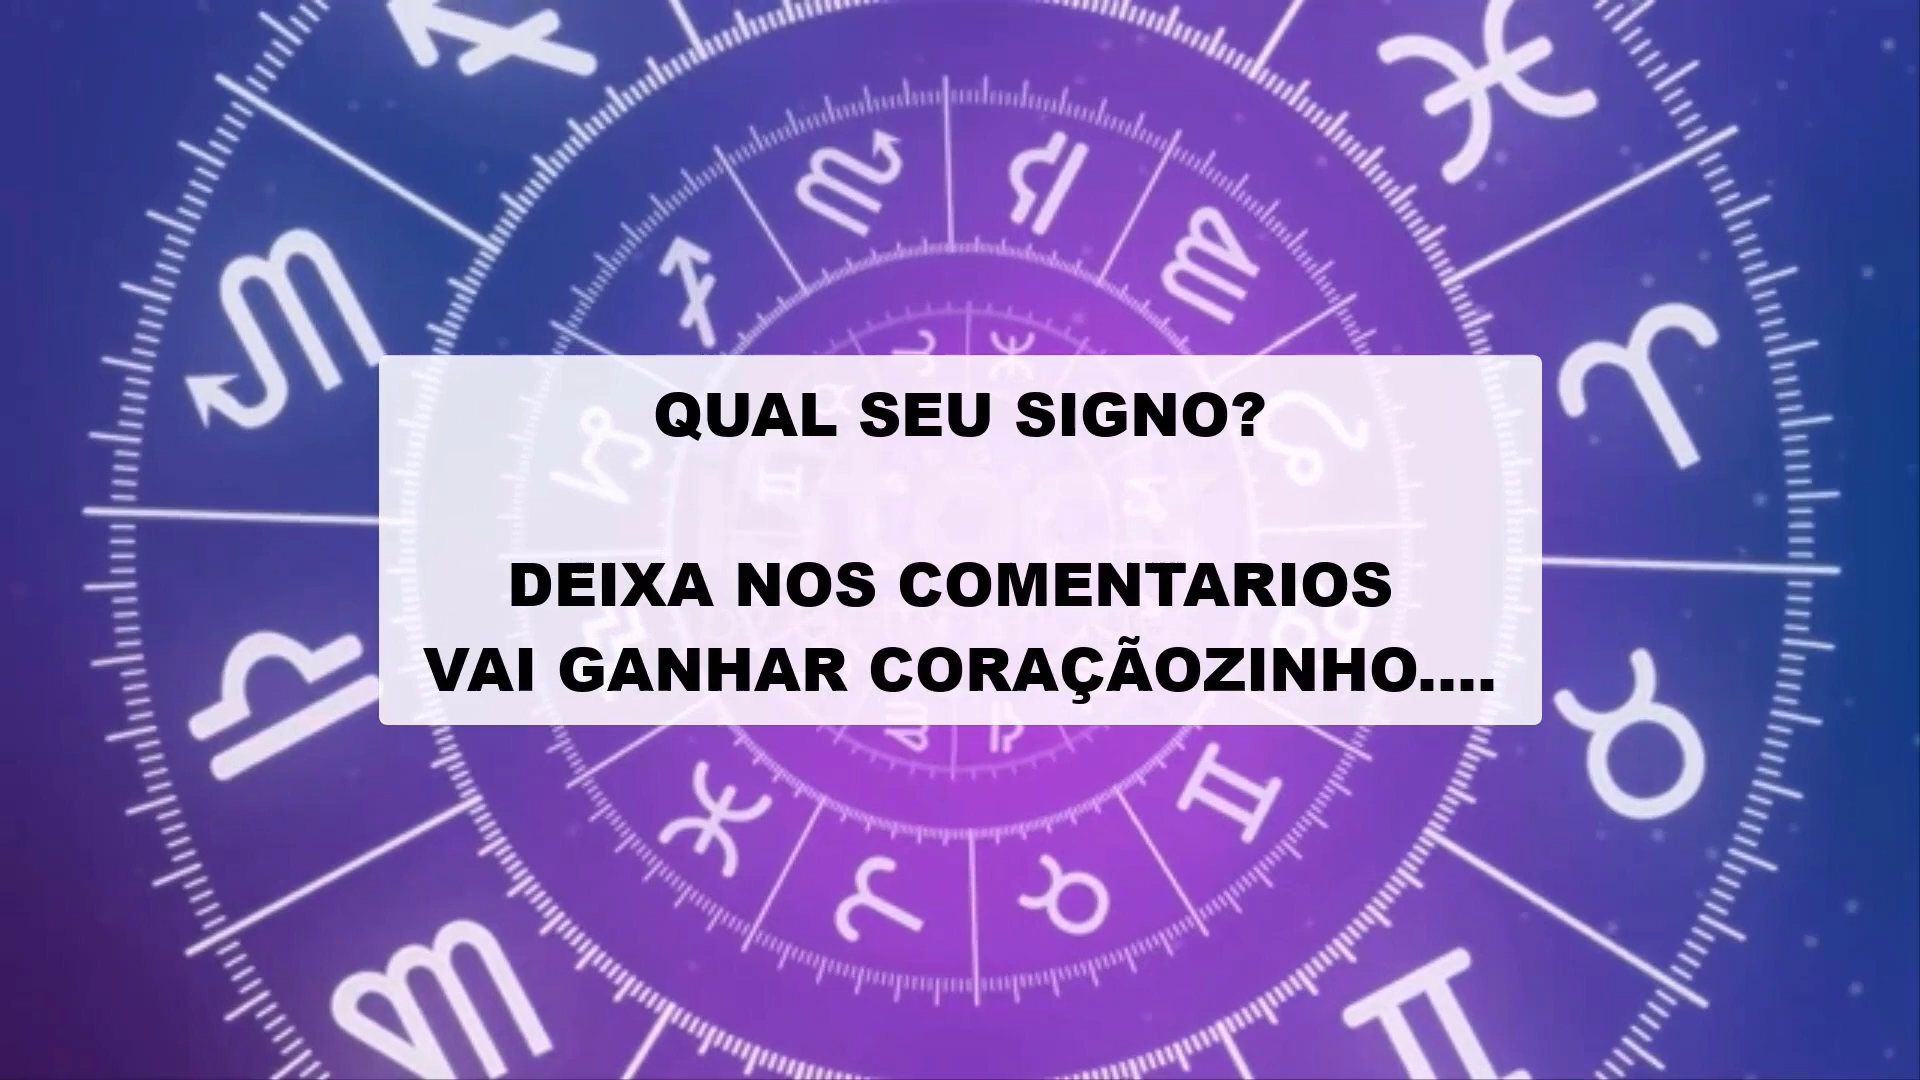 QUAL SEU SIGNO?
DEIXA NOS COMENTARIOS
VAI GANHAR CORAÇÃOZINHO....